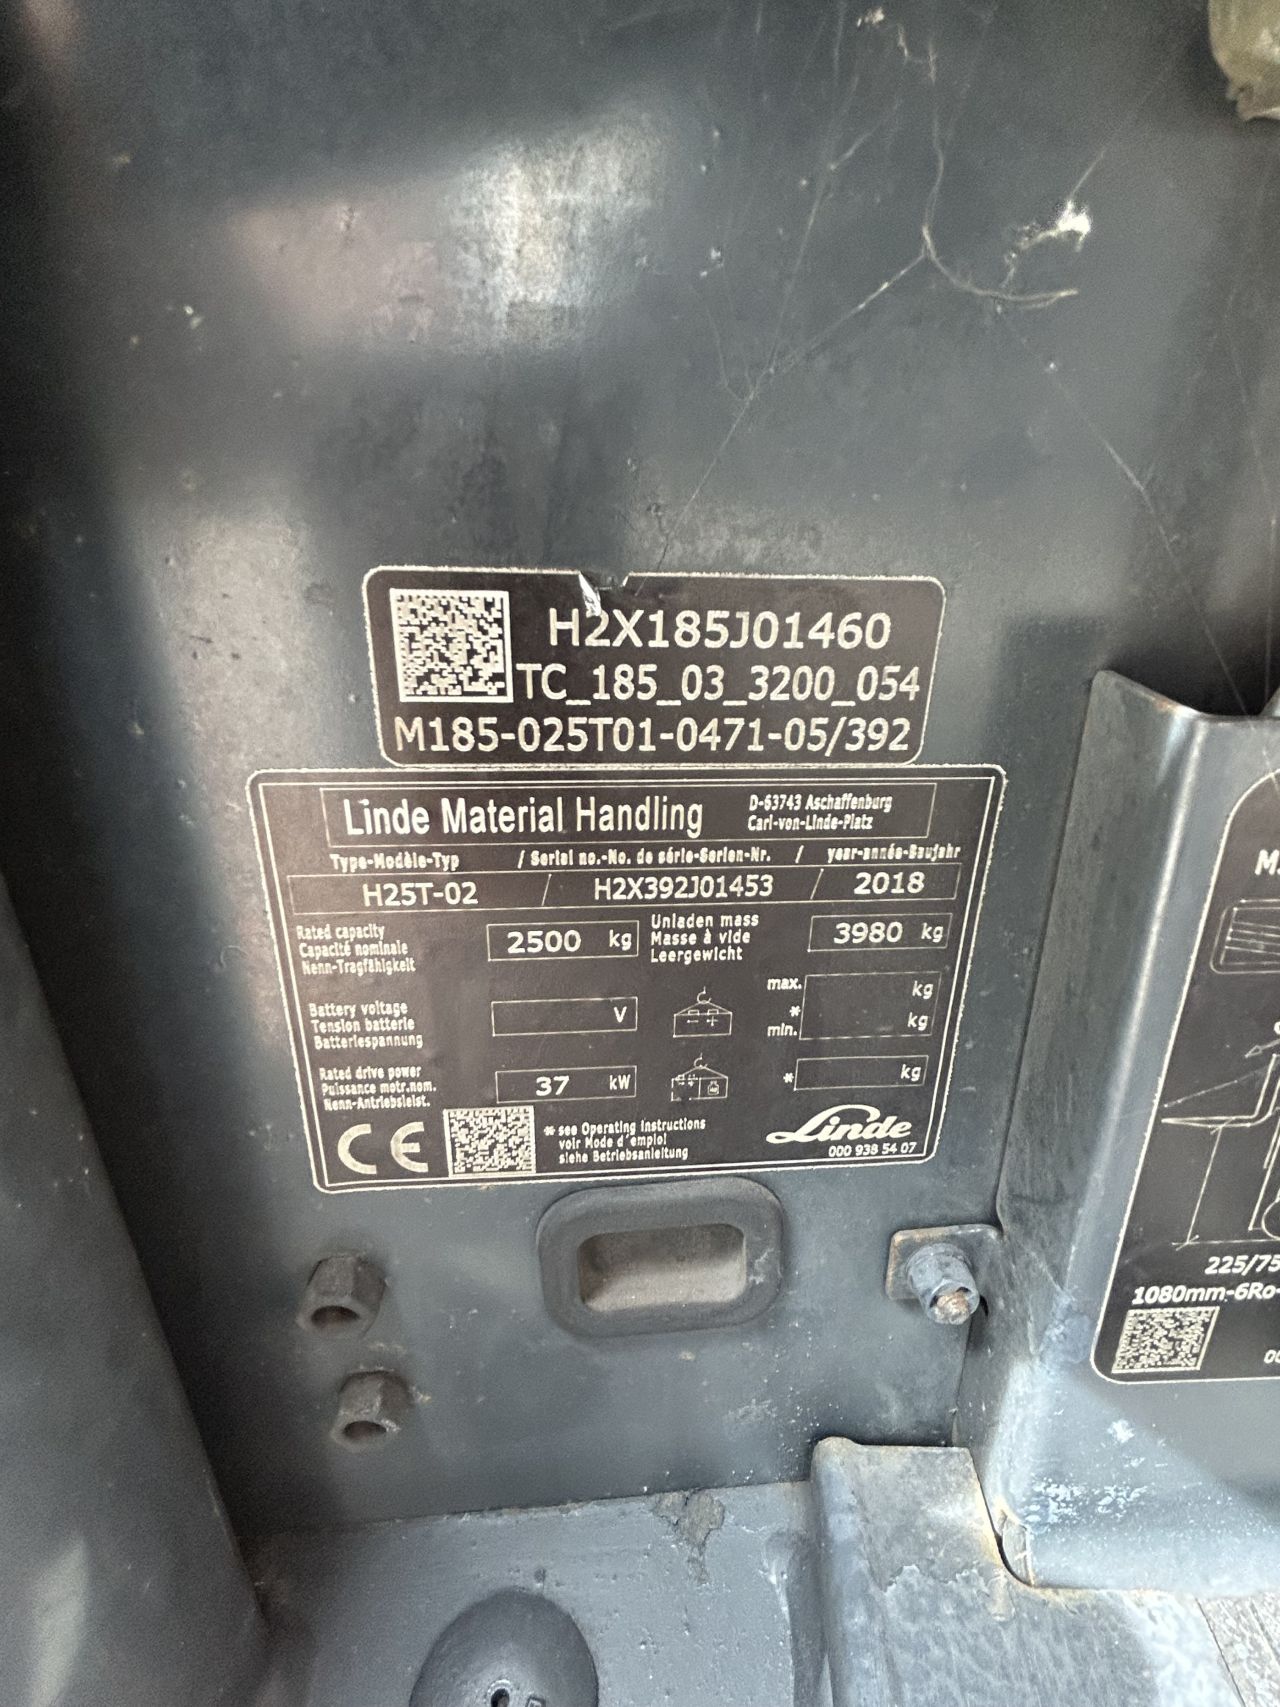 H2X185J01460
TC_185_03_3200_054
M185-025T01-0471-05/392
Linde Material Handling
D-63743 Aschaffenburg
Carl-von-Linde-Platz
Type-Modèle-Typ / Serial no.-No. de série-Serien-Nr. / year-année-Baujahr
H25T-02 / H2X392J01453 / 2018
Rated capacity
Capacité nominale
Nenn-Tragfähigkeit
2500 kg
Unladen mass
Masse à vide
Leergewicht
3980 kg
Battery voltage
Tension batterie
Batteriespannung
V
max. kg
*
min. kg
Rated drive power
Puissance motr.nom.
Nenn-Antriebsleist.
37 kW
* kg
CE
* see Operating instructions
voir Mode d'emploi
siehe Betriebsanleitung
Linde
000 938 54 07
225/75
1080mm-6Ro-